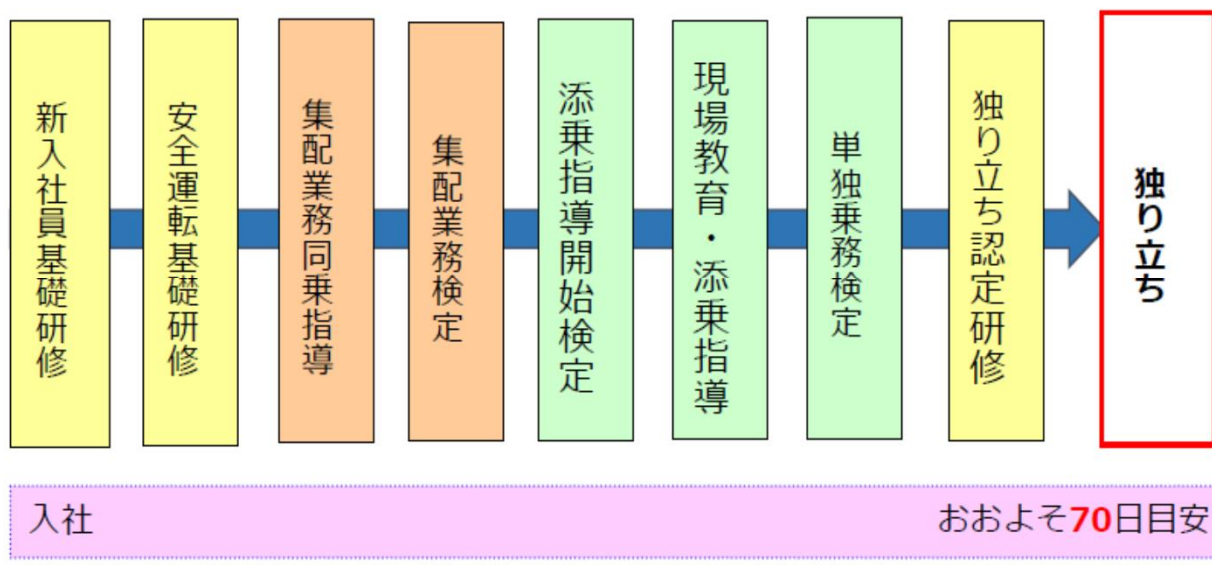 新入社員基礎研修
安全運転基礎研修
集配業務同乗指導
集配業務検定
添乗指導開始検定
現場教育・添乗指導
単独乗務検定
独り立ち認定研修
独り立ち
入社
おおよそ70日目安